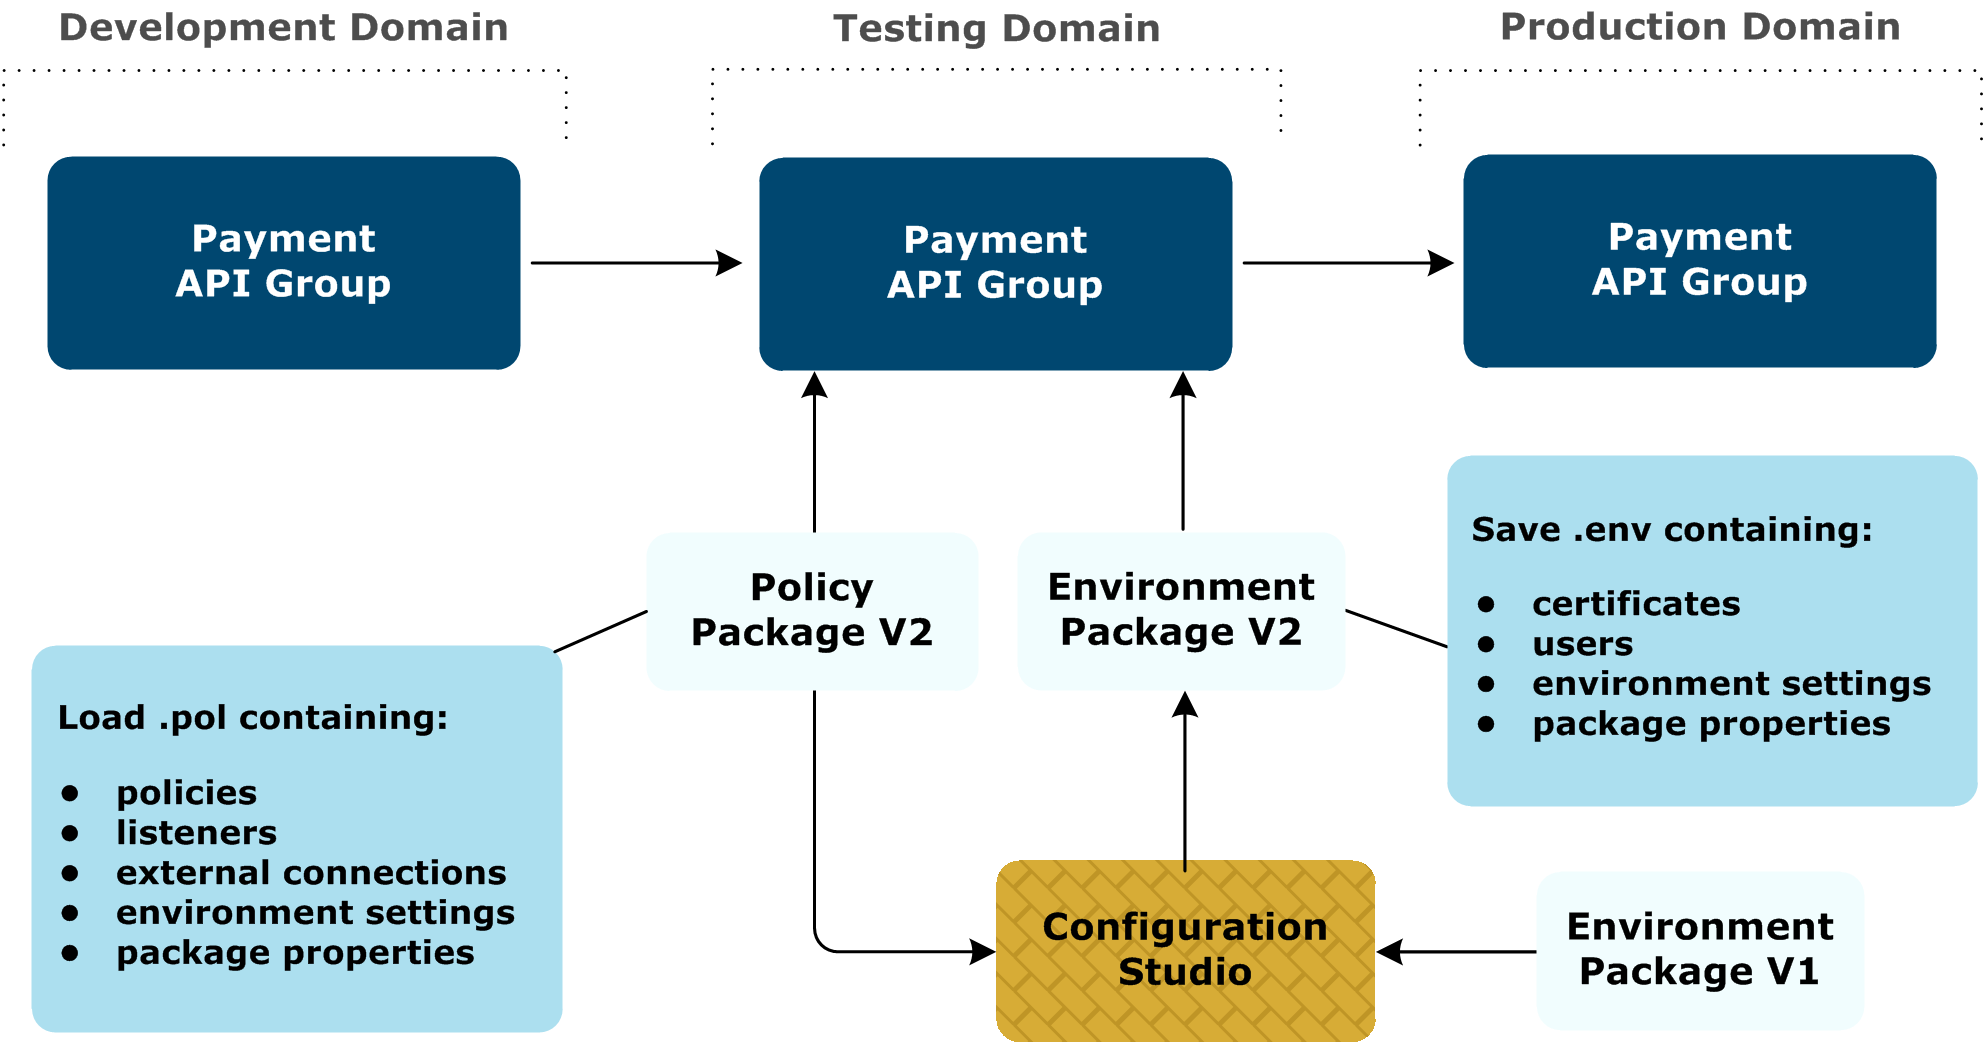 Development Domain
Testing Domain
Production Domain
Payment
API Group
Payment
API Group
Payment
API Group
Policy
Package V2
Environment
Package V2
Save .env containing:
● certificates
● users
● environment settings
● package properties
Load .pol containing:
● policies
● listeners
● external connections
● environment settings
● package properties
Configuration
Studio
Environment
Package V1